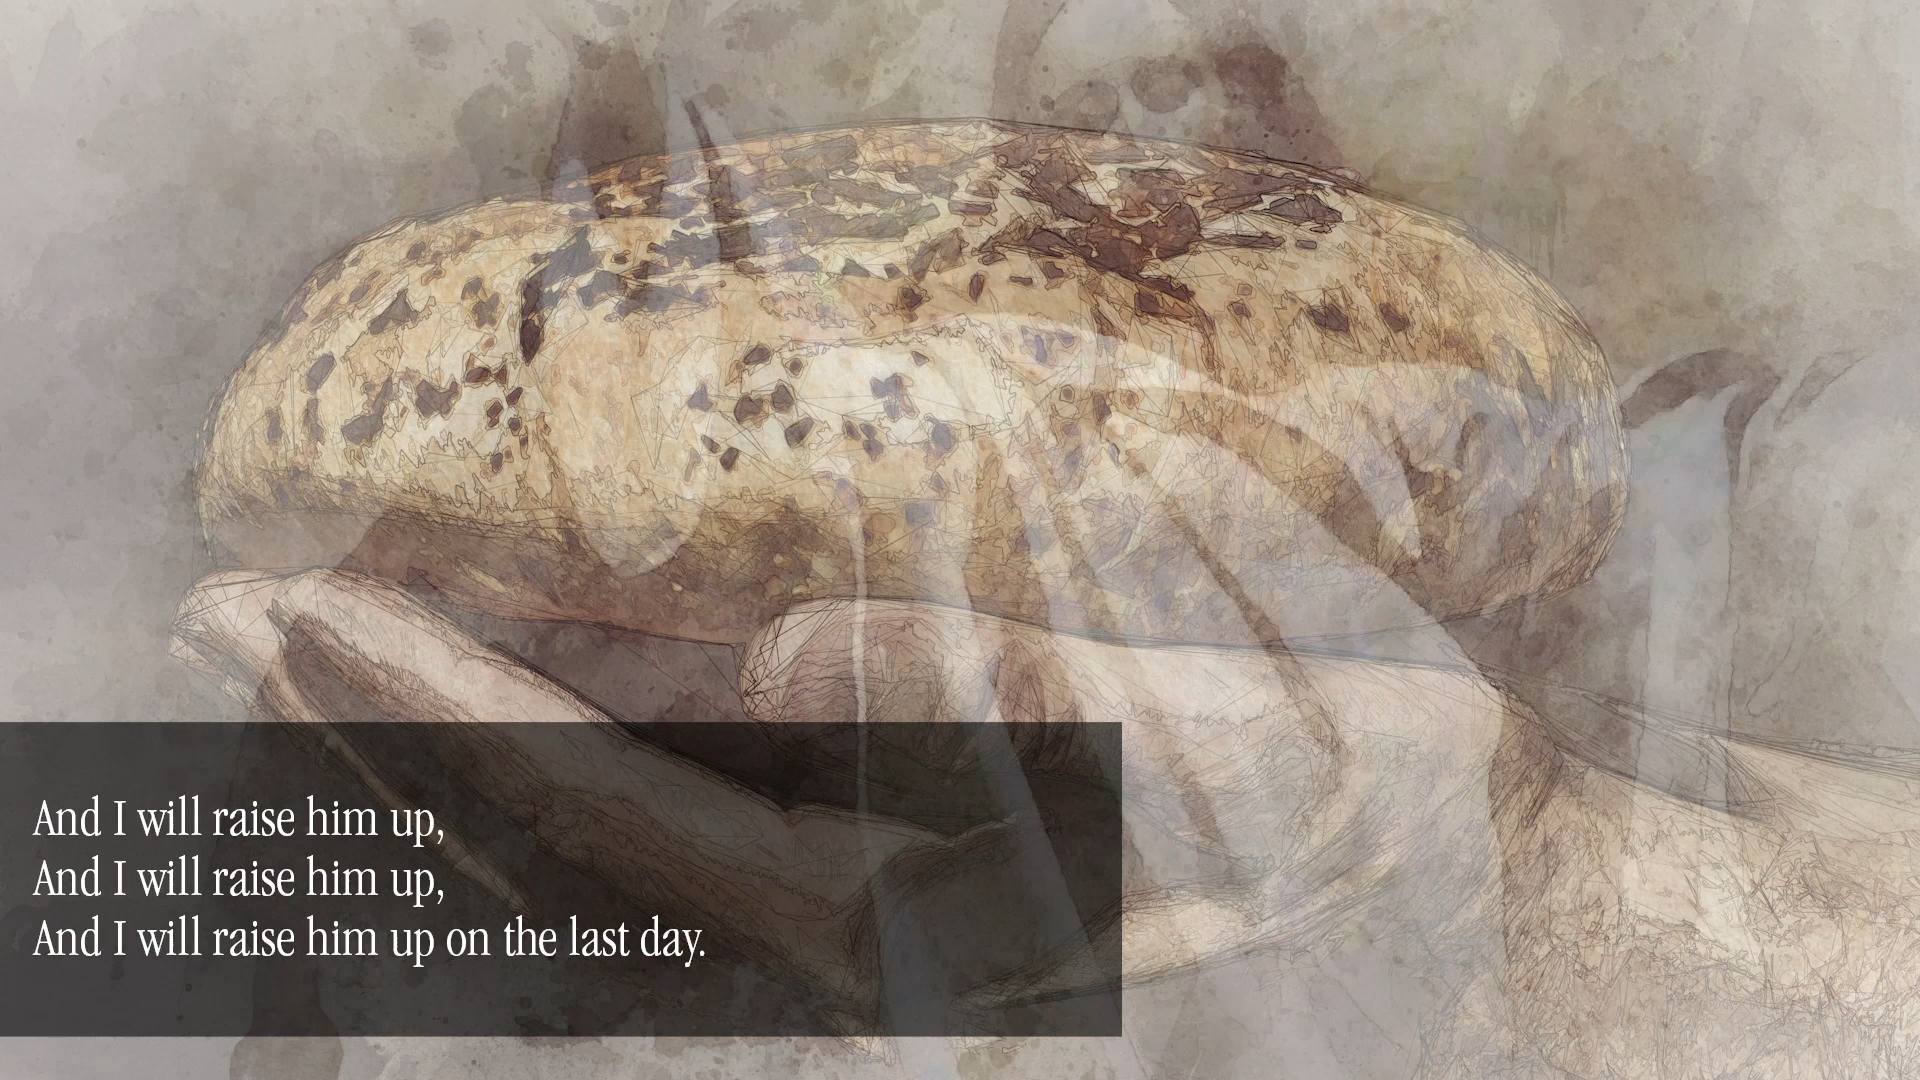 And I will raise him up,
And I will raise him up,
And I will raise him up on the last day.